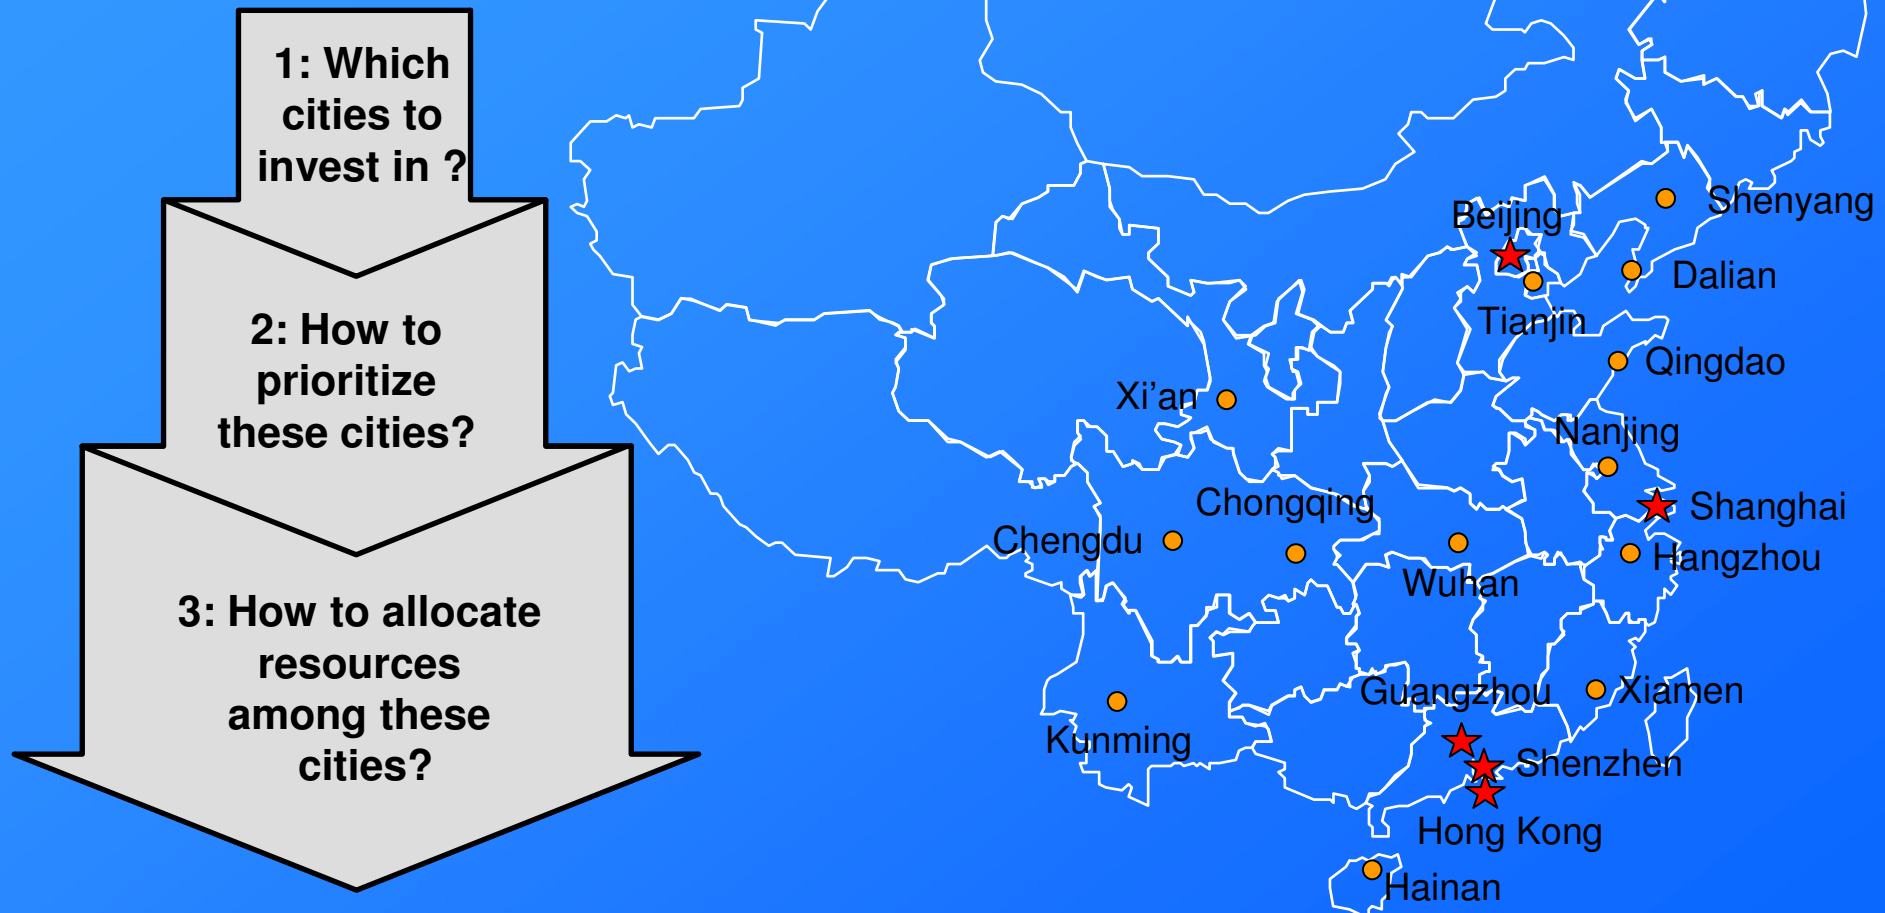 1: Which
cities to
invest in ?
2: How to
prioritize
these cities?
3: How to allocate
resources
among these
cities?
Beijing
Shenyang
Dalian
Tianjin
Qingdao
Xi’an
Nanjing
Chongqing
Shanghai
Chengdu
Hangzhou
Wuhan
Guangzhou
Xiamen
Kunming
Shenzhen
Hong Kong
Hainan